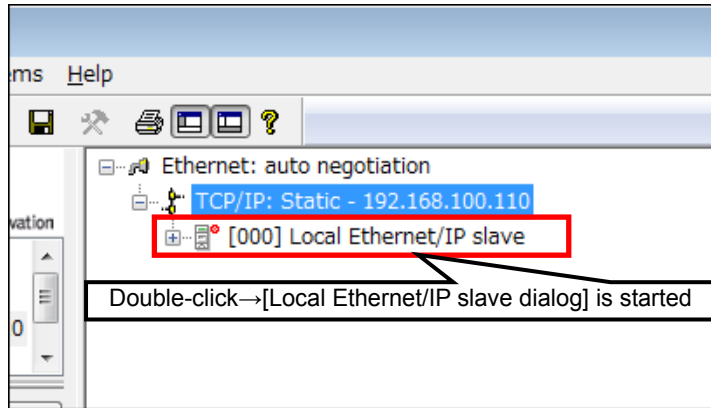 ms Help
Ethernet: auto negotiation
TCP/IP: Static - 192.168.100.110
vation
[000] Local Ethernet/IP slave
Double-click→[Local Ethernet/IP slave dialog] is started
0